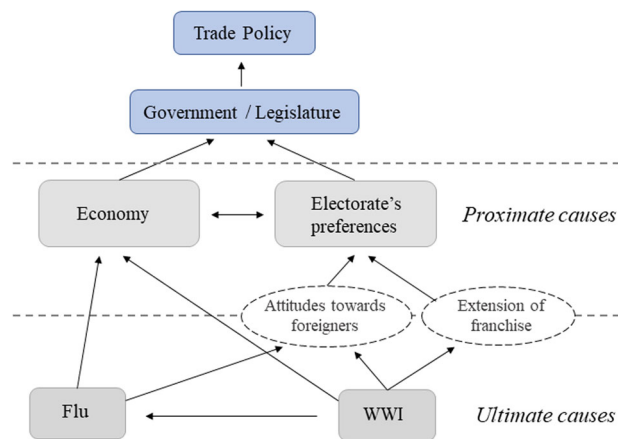 Trade Policy
Government / Legislature
Economy
Electorate's
preferences
Proximate causes
Attitudes towards
foreigners
Extension of
franchise
Flu
WWI
Ultimate causes